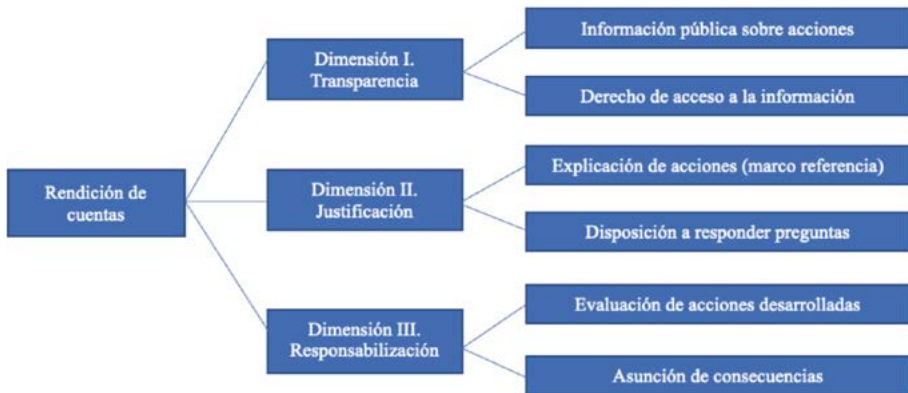 Rendición de
cuentas
Dimensión I.
Transparencia
Información pública sobre acciones
Derecho de acceso a la información
Dimensión II.
Justificación
Explicación de acciones (marco referencia)
Disposición a responder preguntas
Dimensión III.
Responsabilización
Evaluación de acciones desarrolladas
Asunción de consecuencias